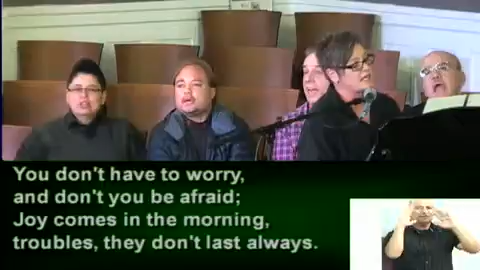 You don't have to worry,
and don't you be afraid;
Joy comes in the morning,
troubles, they don't last always.